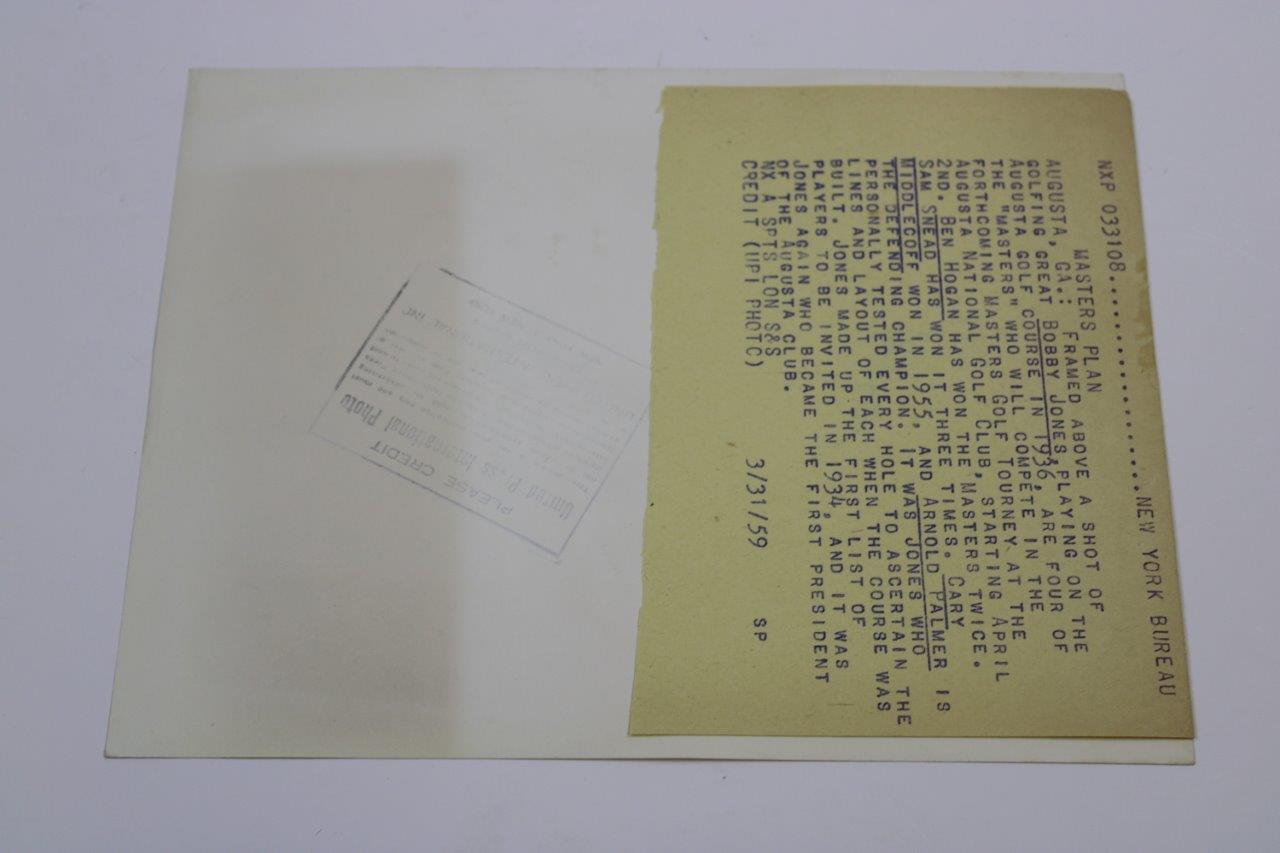 NXP 033108....................NEW YORK BUREAU
MASTERS PLAN
AUGUSTA, GA.: FRAMED ABOVE A SHOT OF
GOLFING GREAT BOBBY JONES, PLAYING ON THE
AUGUSTA GOLF COURSE IN 1936, ARE FOUR OF
THE "MASTERS" WHO WILL COMPETE IN THE
FORTHCOMING MASTERS GOLF TOURNEY AT THE
AUGUSTA NATIONAL GOLF CLUB, STARTING APRIL
2ND. BEN HOGAN HAS WON THE MASTERS TWICE.
SAM SNEAD HAS WON IT THREE TIMES. CARY
MIDDLECOFF WON IN 1955, AND ARNOLD PALMER IS
THE DEFENDING CHAMPION. IT WAS JONES WHO
PERSONALLY TESTED EVERY HOLE TO ASCERTAIN THE
LINES AND LAYOUT OF EACH WHEN THE COURSE WAS
BUILT. JONES MADE UP THE FIRST LIST OF
PLAYERS TO BE INVITED IN 1934, AND IT WAS
JONES AGAIN WHO BECAME THE FIRST PRESIDENT
OF THE AUGUSTA CLUB.
NX A SPTS LON S&S
CREDIT (UPI PHOTO) 3/31/59 SP
PLEASE CREDIT
United Press International Photo